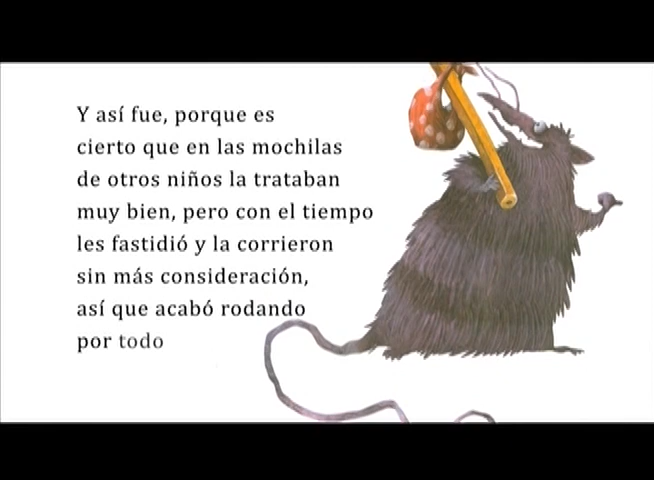 Y así fue, porque es
cierto que en las mochilas
de otros niños la trataban
muy bien, pero con el tiempo
les fastidió y la corrieron
sin más consideración,
así que acabó rodando
por todo